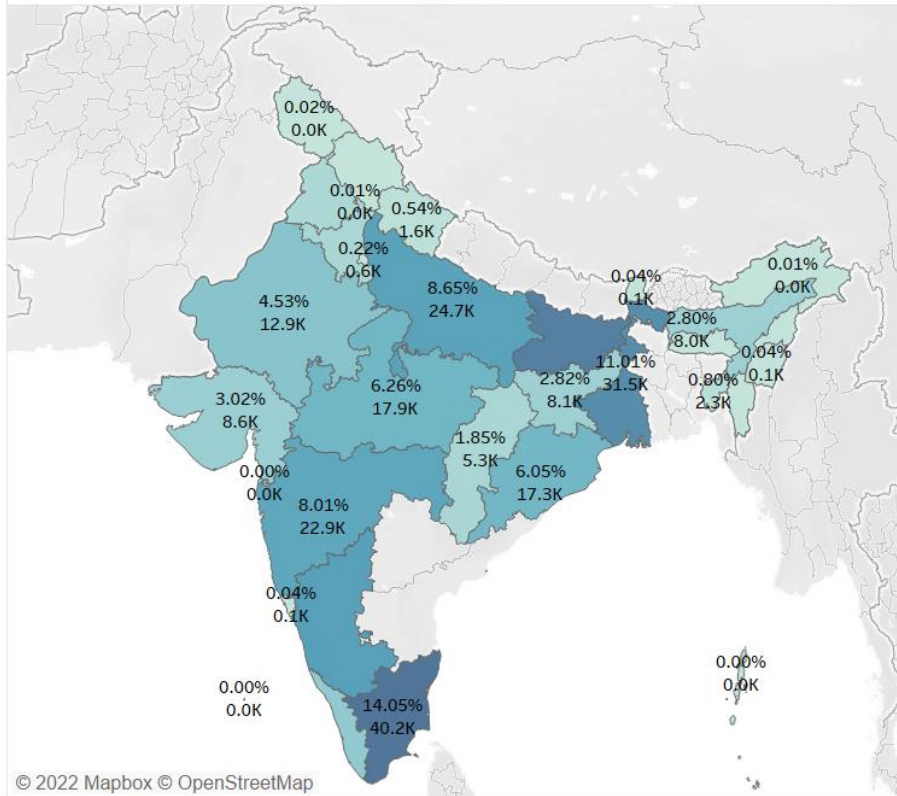 0.02%
0.0K
0.01%
0.0K
0.54%
1.6K
0.22%
0.6K
8.65%
24.7K
0.04%
0.1K
0.01%
0.0K
4.53%
12.9K
2.80%
8.0K
0.04%
0.1K
11.01%
31.5K
0.80%
2.3K
6.26%
17.9K
2.82%
8.1K
3.02%
8.6K
1.85%
5.3K
0.00%
0.0K
6.05%
17.3K
8.01%
22.9K
0.04%
0.1K
0.00%
0.0K
0.00%
0.0K
14.05%
40.2K
© 2022 Mapbox © OpenStreetMap